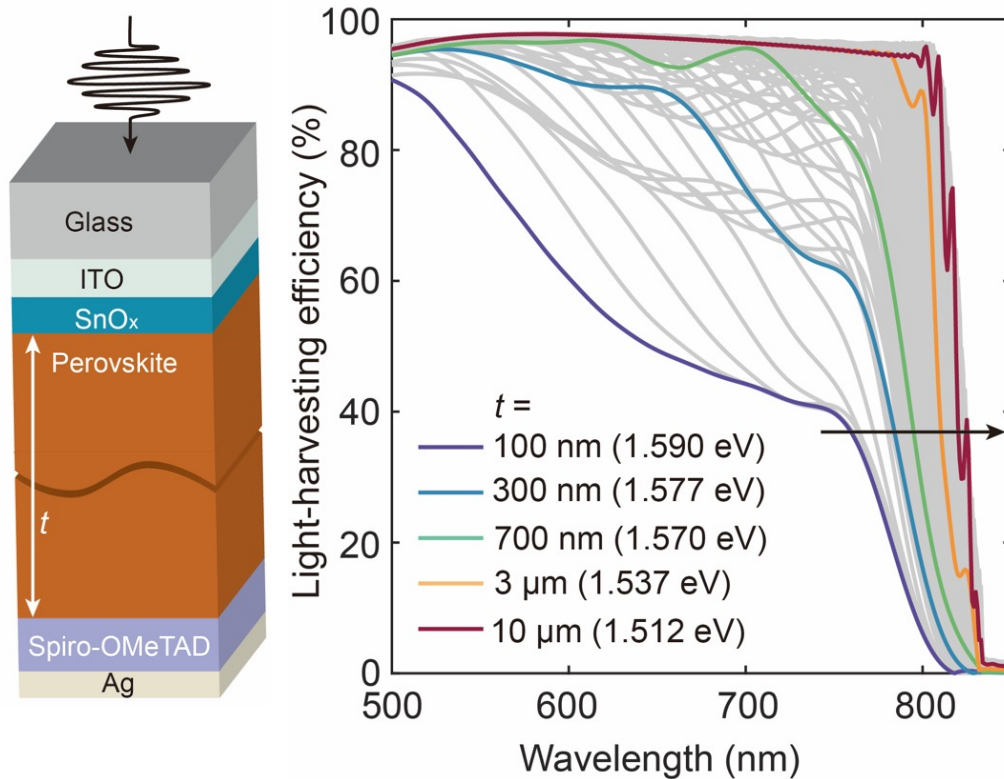 Glass
ITO
SnOₓ
Perovskite
t
Spiro-OMeTAD
Ag
Light-harvesting efficiency (%)
100
80
60
40
20
0
t =
100 nm (1.590 eV)
300 nm (1.577 eV)
700 nm (1.570 eV)
3 µm (1.537 eV)
10 µm (1.512 eV)
500 600 700 800
Wavelength (nm)